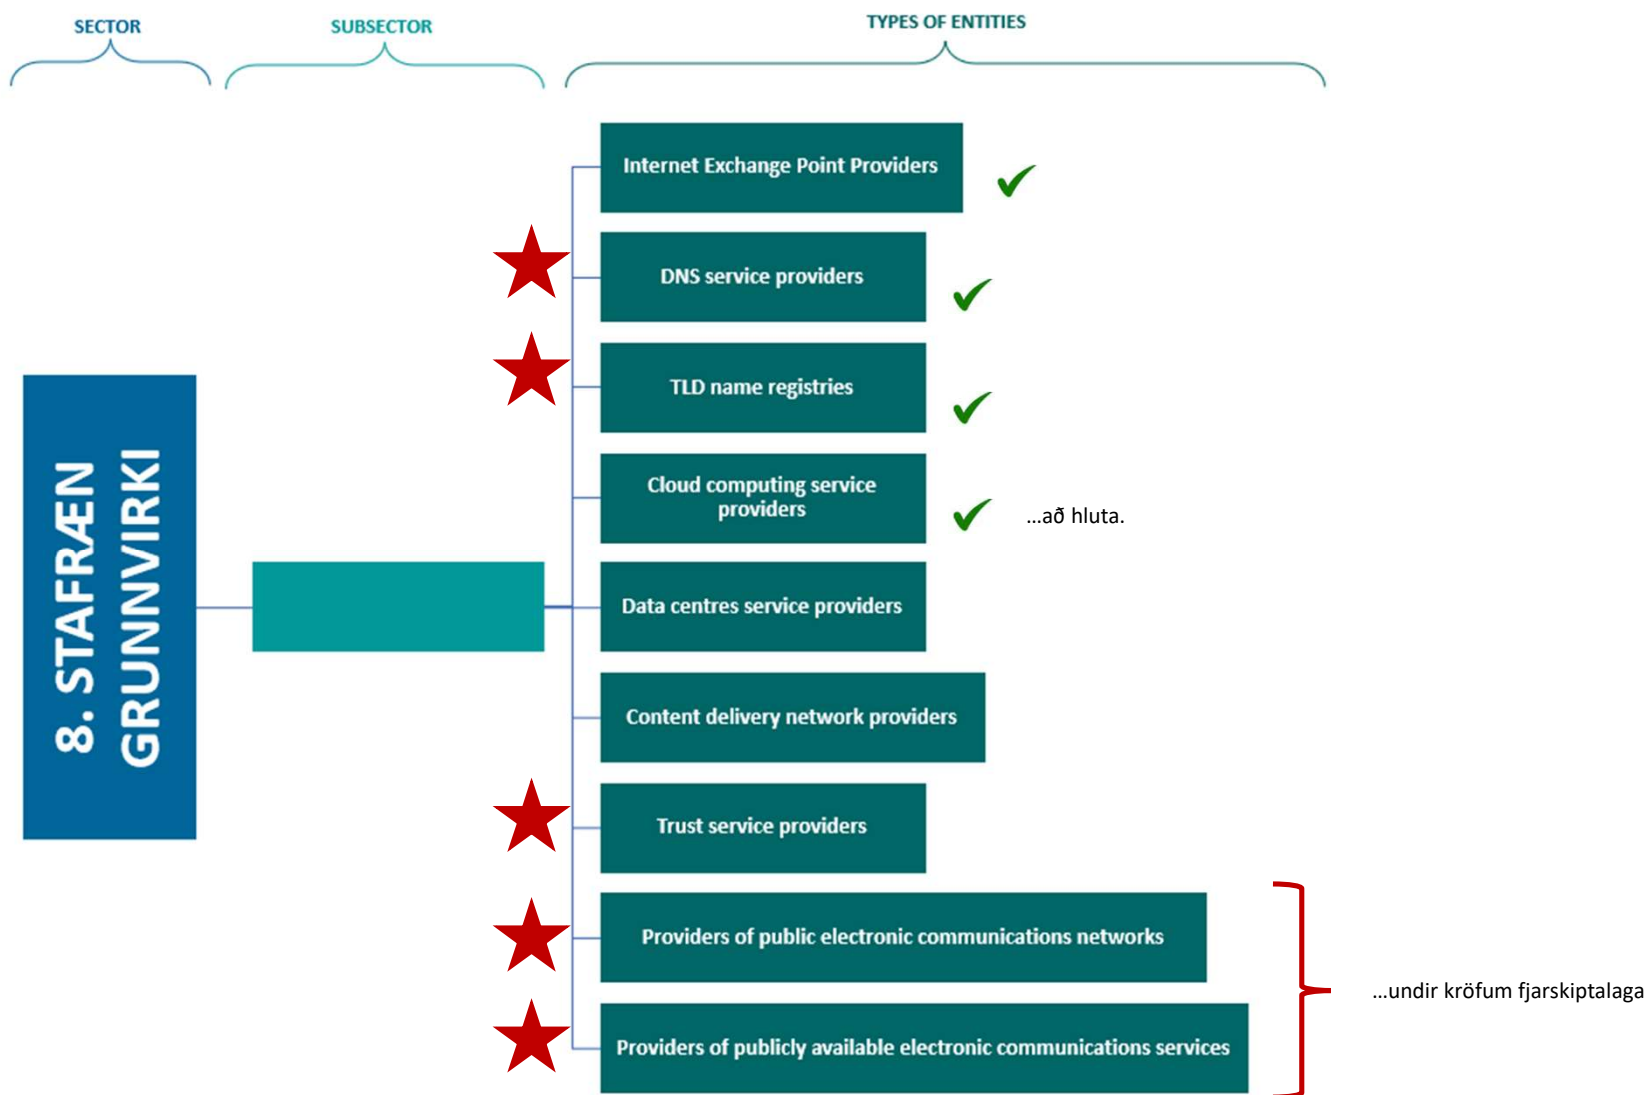 SECTOR
SUBSECTOR
TYPES OF ENTITIES
8. STAFRÆN
GRUNNVIRKI
Internet Exchange Point Providers
DNS service providers
TLD name registries
Cloud computing service
providers
...að hluta.
Data centres service providers
Content delivery network providers
Trust service providers
Providers of public electronic communications networks
...undir kröfum fjarskiptalaga
Providers of publicly available electronic communications services